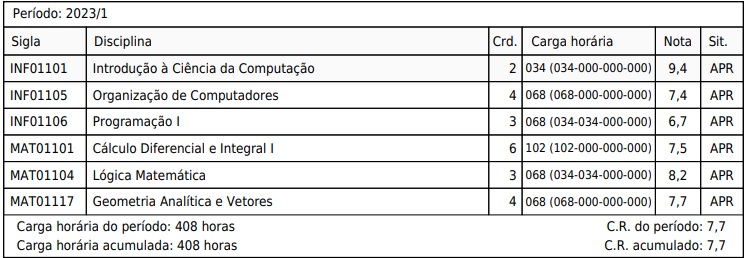 Período: 2023/1
Sigla Disciplina Crd. Carga horária Nota Sit.
INF01101 Introdução à Ciência da Computação 2 034 (034-000-000-000) 9,4 APR
INF01105 Organização de Computadores 4 068 (068-000-000-000) 7,4 APR
INF01106 Programação I 3 068 (034-034-000-000) 6,7 APR
MAT01101 Cálculo Diferencial e Integral I 6 102 (102-000-000-000) 7,5 APR
MAT01104 Lógica Matemática 3 068 (034-034-000-000) 8,2 APR
MAT01117 Geometria Analítica e Vetores 4 068 (068-000-000-000) 7,7 APR
Carga horária do período: 408 horas C.R. do período: 7,7
Carga horária acumulada: 408 horas C.R. acumulado: 7,7